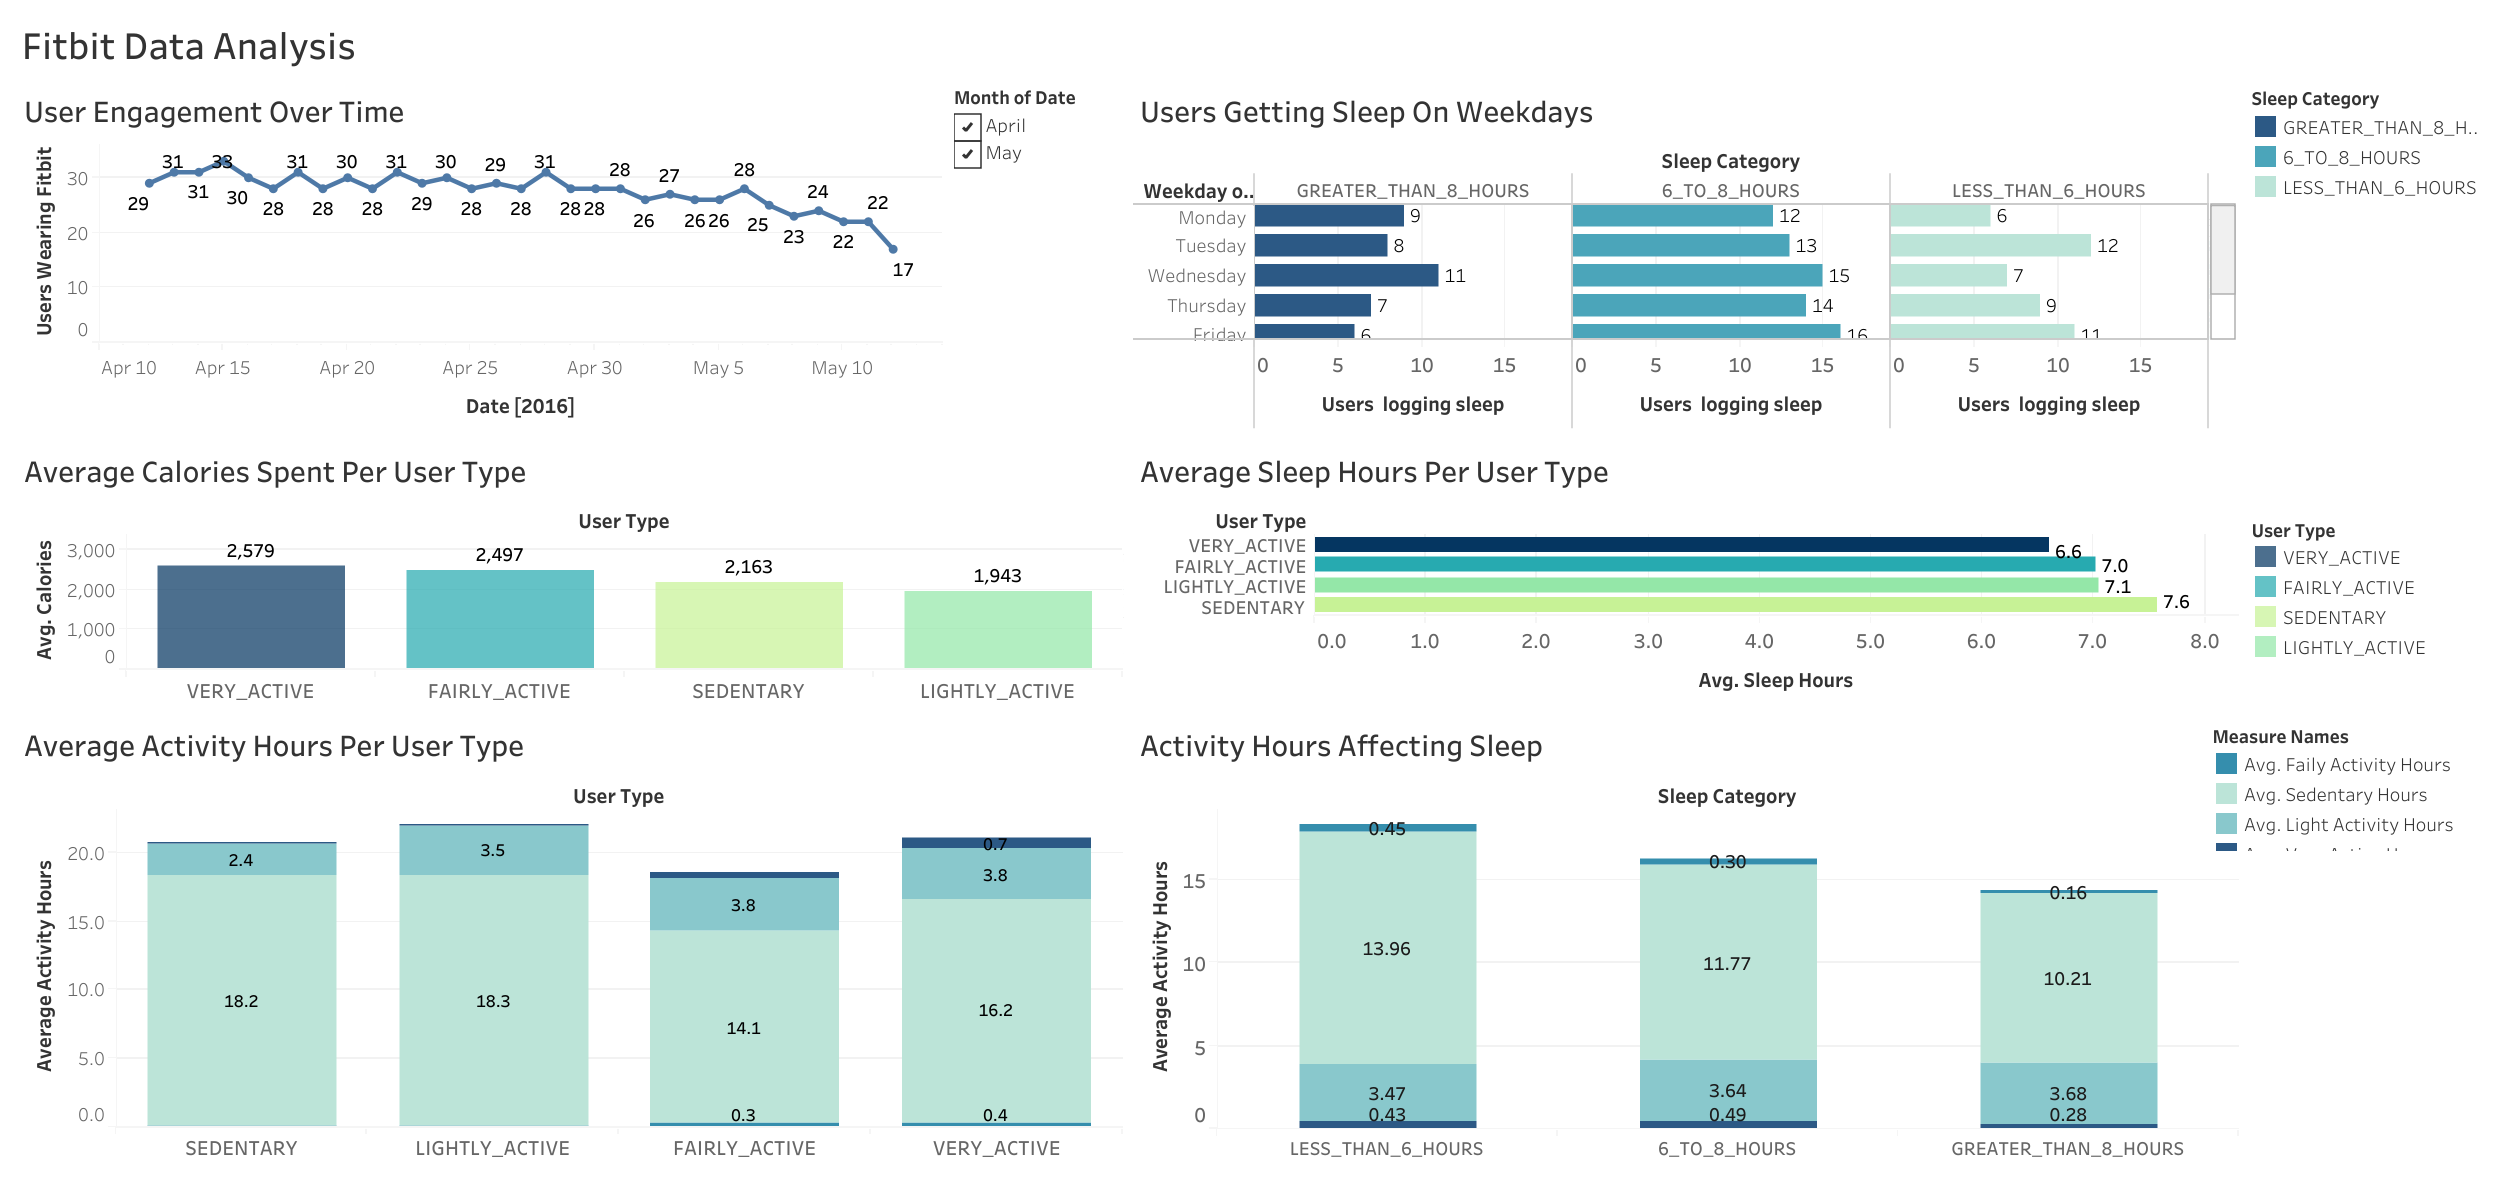 Fitbit Data Analysis
User Engagement Over Time
Users Wearing Fitbit
30
20
10
0
29
31
31
33
30
28
31
28
30
28
31
29
30
28
29
28
31
28
28
28
26
27
26
26
28
25
23
24
22
22
17
Apr 10
Apr 15
Apr 20
Apr 25
Apr 30
May 5
May 10
Date [2016]
Month of Date
April
May
Users Getting Sleep On Weekdays
Sleep Category
Weekday o..
GREATER_THAN_8_HOURS
6_TO_8_HOURS
LESS_THAN_6_HOURS
Monday 9 12 6
Tuesday 8 13 12
Wednesday 11 15 7
Thursday 7 14 9
Friday 6 16 11
0 5 10 15
0 5 10 15
0 5 10 15
Users logging sleep
Users logging sleep
Users logging sleep
Sleep Category
GREATER_THAN_8_H..
6_TO_8_HOURS
LESS_THAN_6_HOURS
Average Calories Spent Per User Type
User Type
Avg. Calories
3,000
2,000
1,000
0
2,579
2,497
2,163
1,943
VERY_ACTIVE
FAIRLY_ACTIVE
SEDENTARY
LIGHTLY_ACTIVE
Average Sleep Hours Per User Type
User Type
VERY_ACTIVE 6.6
FAIRLY_ACTIVE 7.0
LIGHTLY_ACTIVE 7.1
SEDENTARY 7.6
0.0 1.0 2.0 3.0 4.0 5.0 6.0 7.0 8.0
Avg. Sleep Hours
User Type
VERY_ACTIVE
FAIRLY_ACTIVE
SEDENTARY
LIGHTLY_ACTIVE
Average Activity Hours Per User Type
User Type
Average Activity Hours
20.0
15.0
10.0
5.0
0.0
2.4
18.2
3.5
18.3
3.8
14.1
0.3
0.7
3.8
16.2
0.4
SEDENTARY
LIGHTLY_ACTIVE
FAIRLY_ACTIVE
VERY_ACTIVE
Activity Hours Affecting Sleep
Sleep Category
Average Activity Hours
15
10
5
0
0.45
13.96
3.47
0.43
0.30
11.77
3.64
0.49
0.16
10.21
3.68
0.28
LESS_THAN_6_HOURS
6_TO_8_HOURS
GREATER_THAN_8_HOURS
Measure Names
Avg. Faily Activity Hours
Avg. Sedentary Hours
Avg. Light Activity Hours